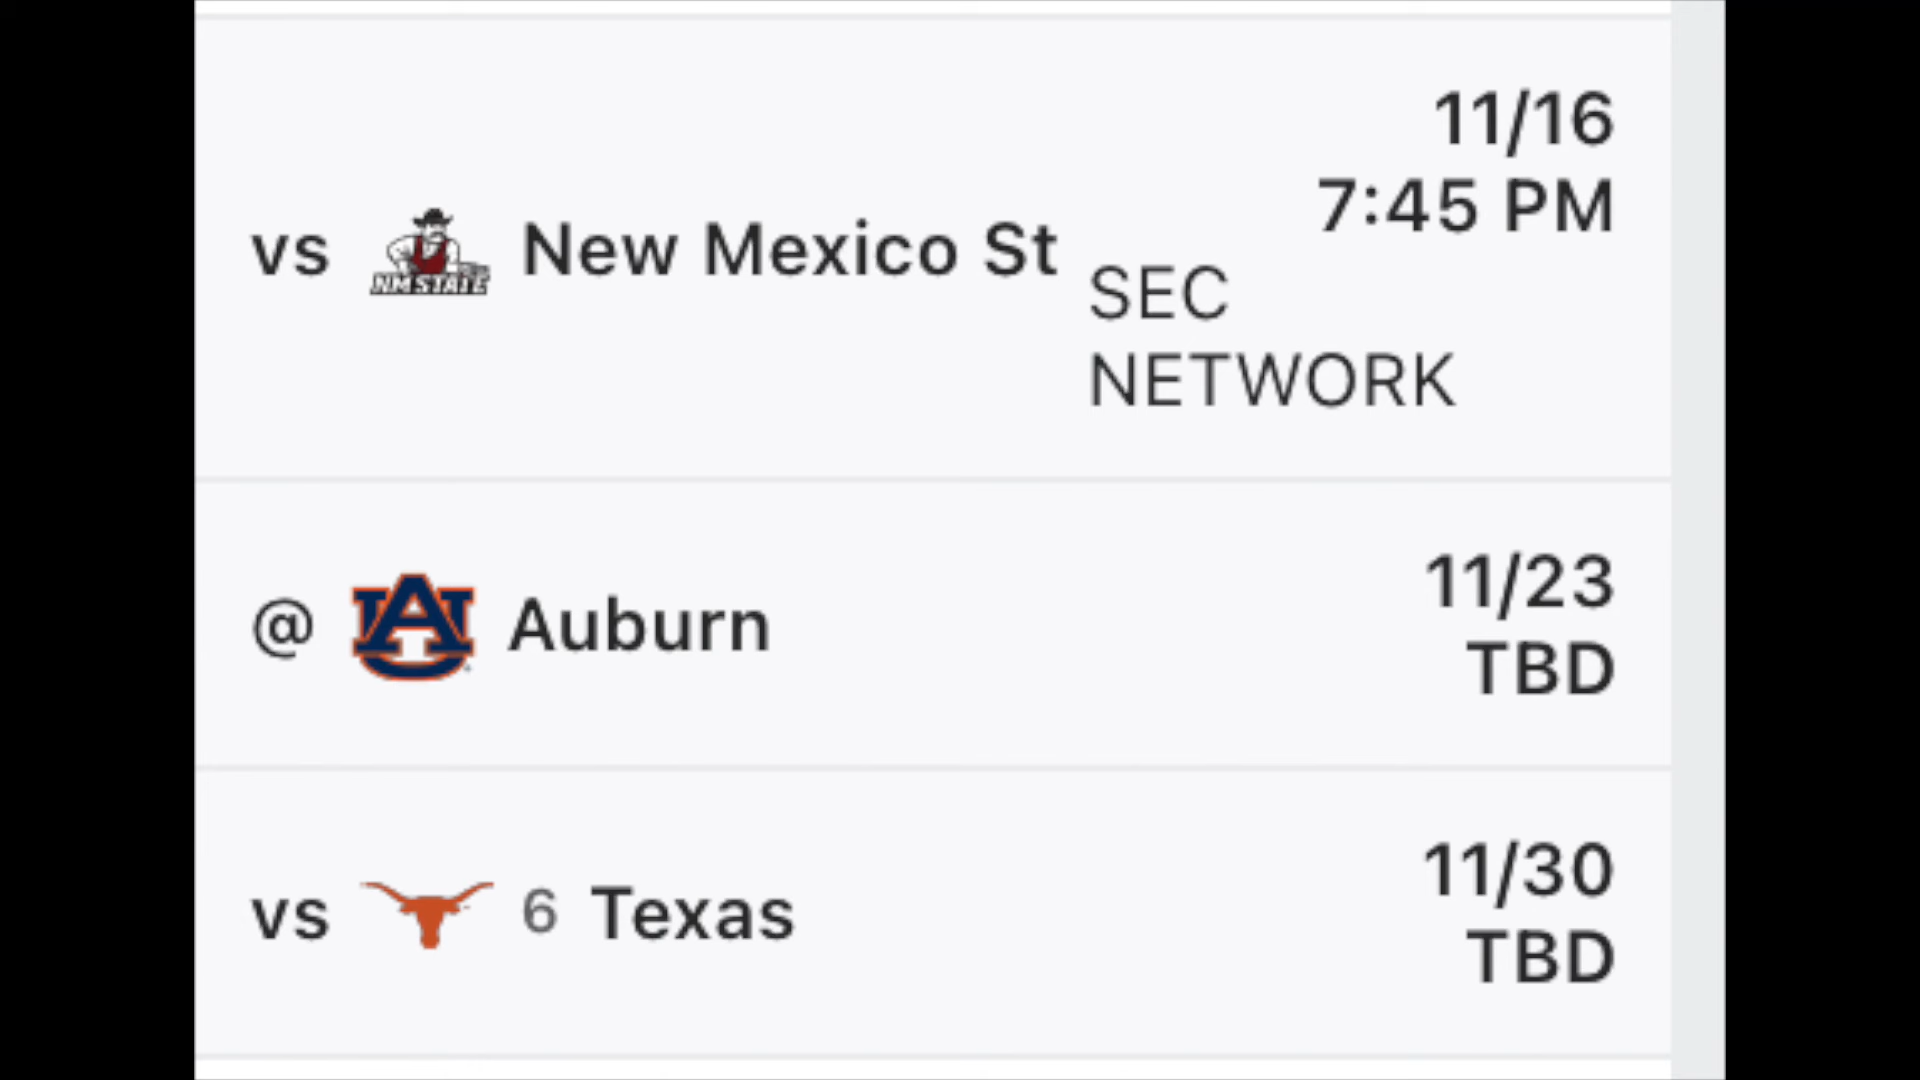 11/16
7:45 PM
vs NM STATE New Mexico St
SEC
NETWORK
11/23
@ AU Auburn
TBD
11/30
vs 6 Texas
TBD